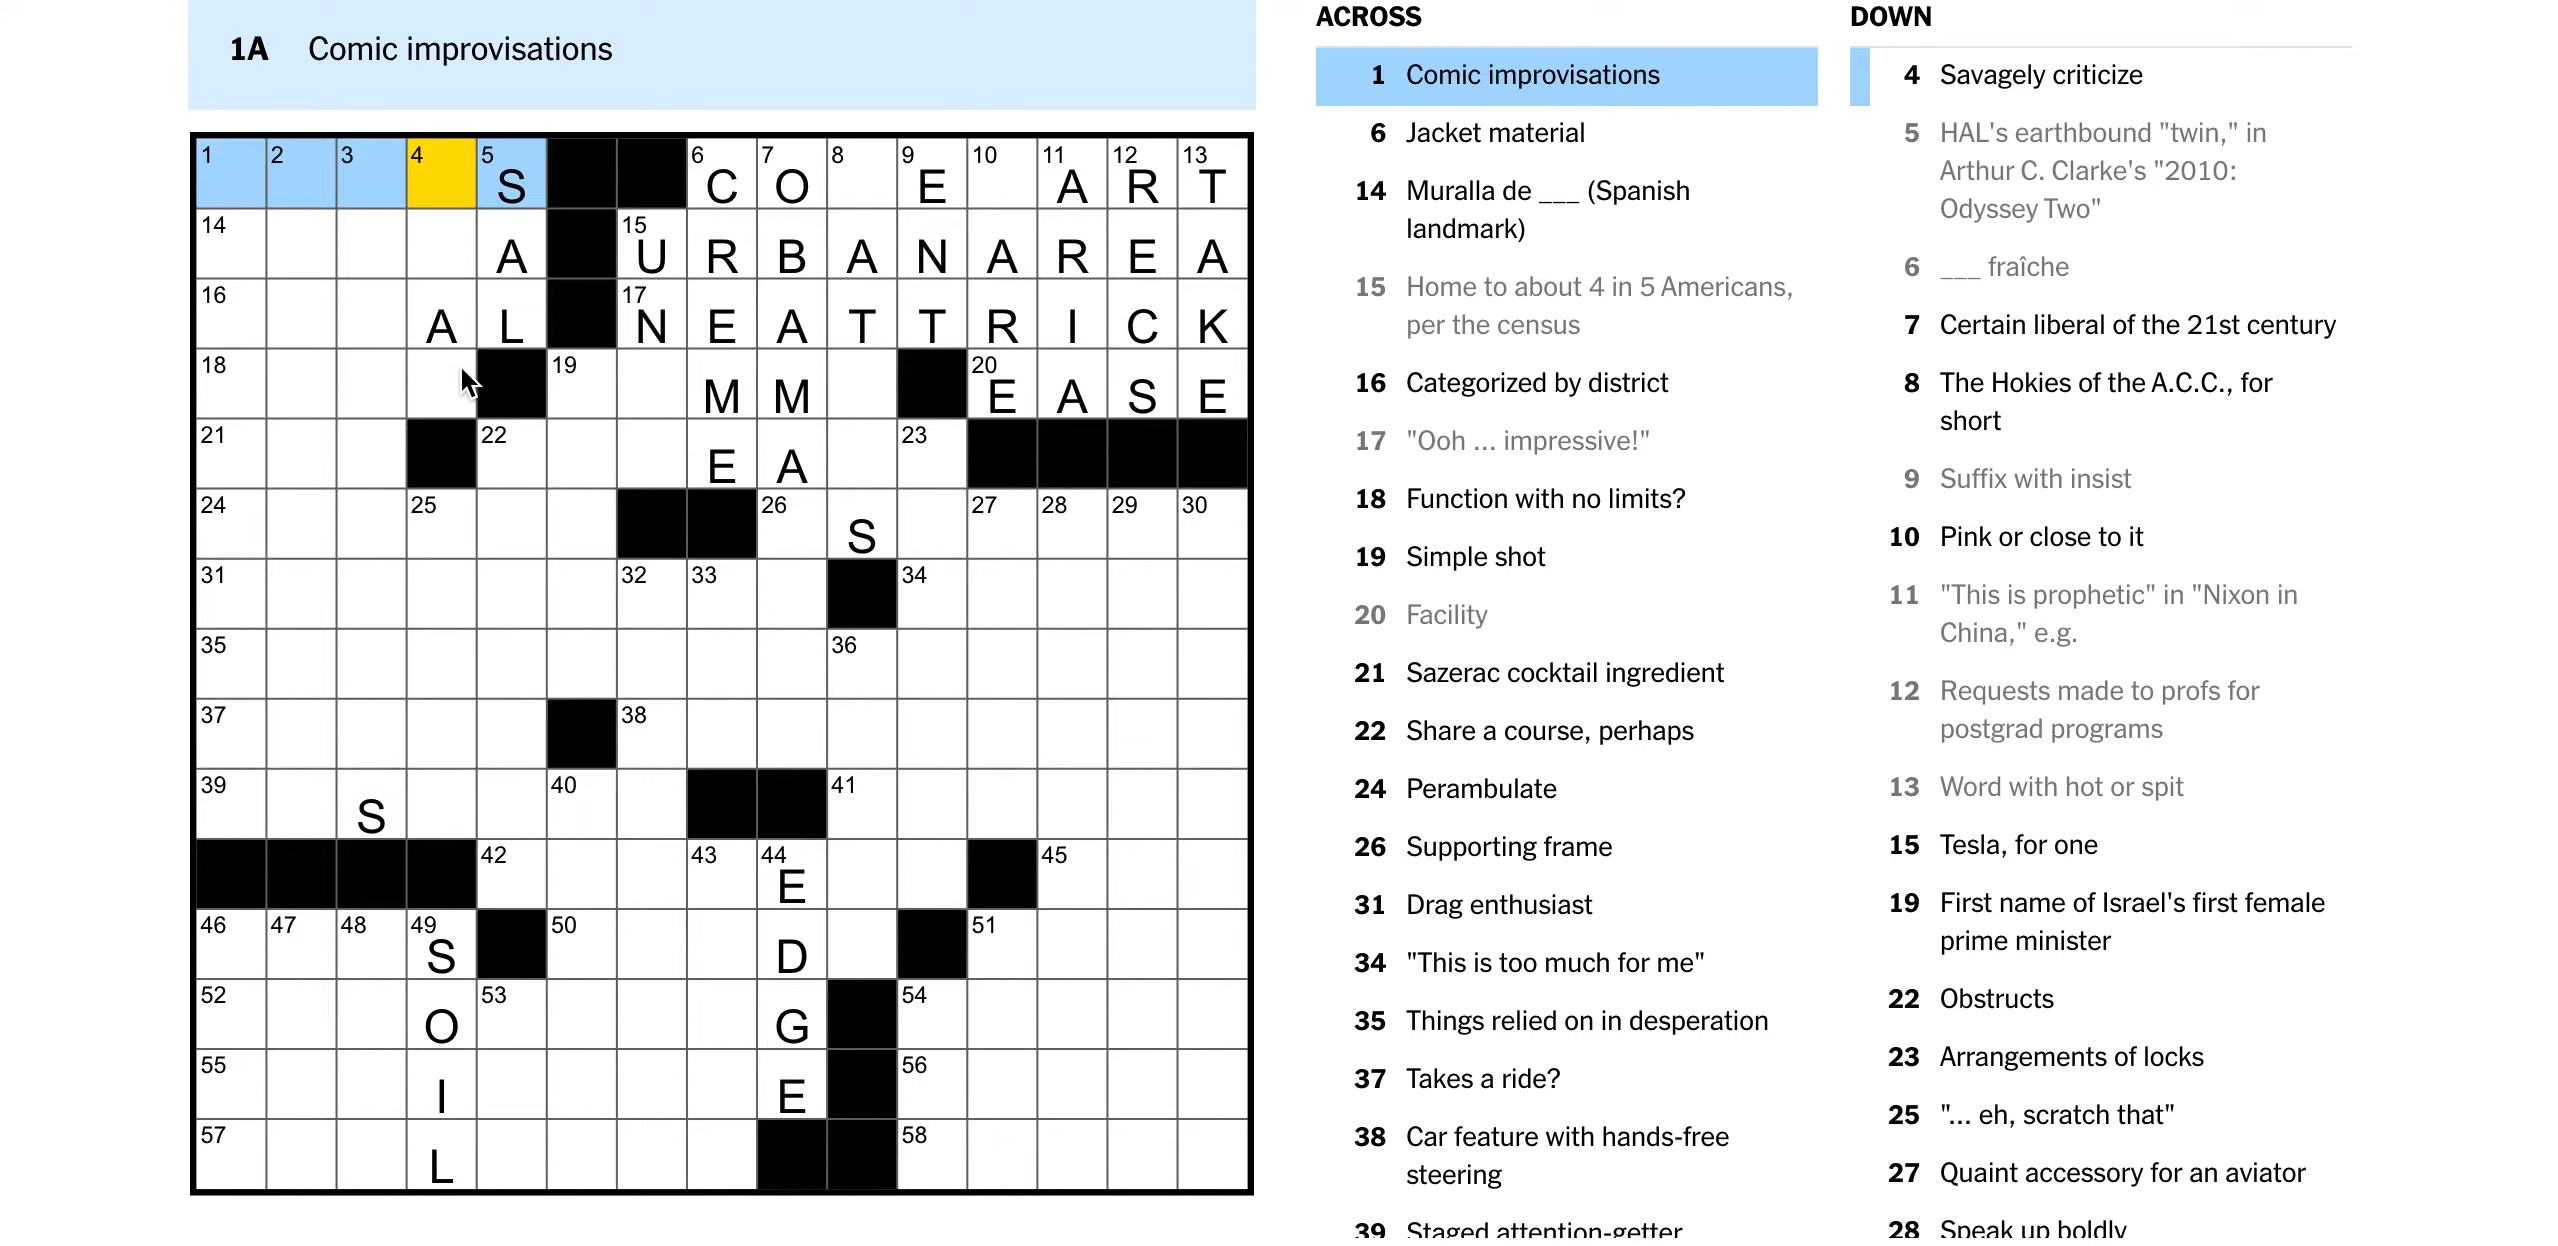 1A Comic improvisations
1 2 3 4 5 S 6 C 7 O 8 9 E 10 11 A 12 R 13 T
14 A 15 U R B A N A R E A
16 A L 17 N E A T T R I C K
18 19 M M 20 E A S E
21 22 E A 23
24 25 26 S 27 28 29 30
31 32 33 34
35 36
37 38
39 S 40 41
42 43 44 E 45
46 47 48 49 S 50 D 51
52 O 53 G 54
55 I E 56
57 L 58
ACROSS
1 Comic improvisations
6 Jacket material
14 Muralla de ___ (Spanish
landmark)
15 Home to about 4 in 5 Americans,
per the census
16 Categorized by district
17 "Ooh ... impressive!"
18 Function with no limits?
19 Simple shot
20 Facility
21 Sazerac cocktail ingredient
22 Share a course, perhaps
24 Perambulate
26 Supporting frame
31 Drag enthusiast
34 "This is too much for me"
35 Things relied on in desperation
37 Takes a ride?
38 Car feature with hands-free
steering
39 Staged attention-getter
DOWN
4 Savagely criticize
5 HAL's earthbound "twin," in
Arthur C. Clarke's "2010:
Odyssey Two"
6 ___ fraîche
7 Certain liberal of the 21st century
8 The Hokies of the A.C.C., for
short
9 Suffix with insist
10 Pink or close to it
11 "This is prophetic" in "Nixon in
China," e.g.
12 Requests made to profs for
postgrad programs
13 Word with hot or spit
15 Tesla, for one
19 First name of Israel's first female
prime minister
22 Obstructs
23 Arrangements of locks
25 "... eh, scratch that"
27 Quaint accessory for an aviator
28 Speak up boldly